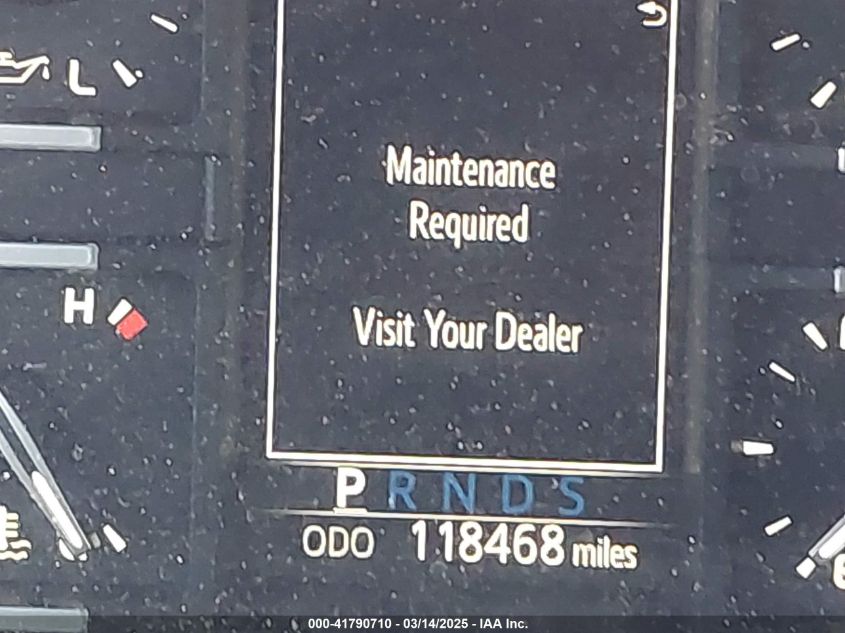 L
Maintenance
Required
H
Visit Your Dealer
P R N D S
ODO 118468 miles
000-41790710 - 03/14/2025 - IAA Inc.